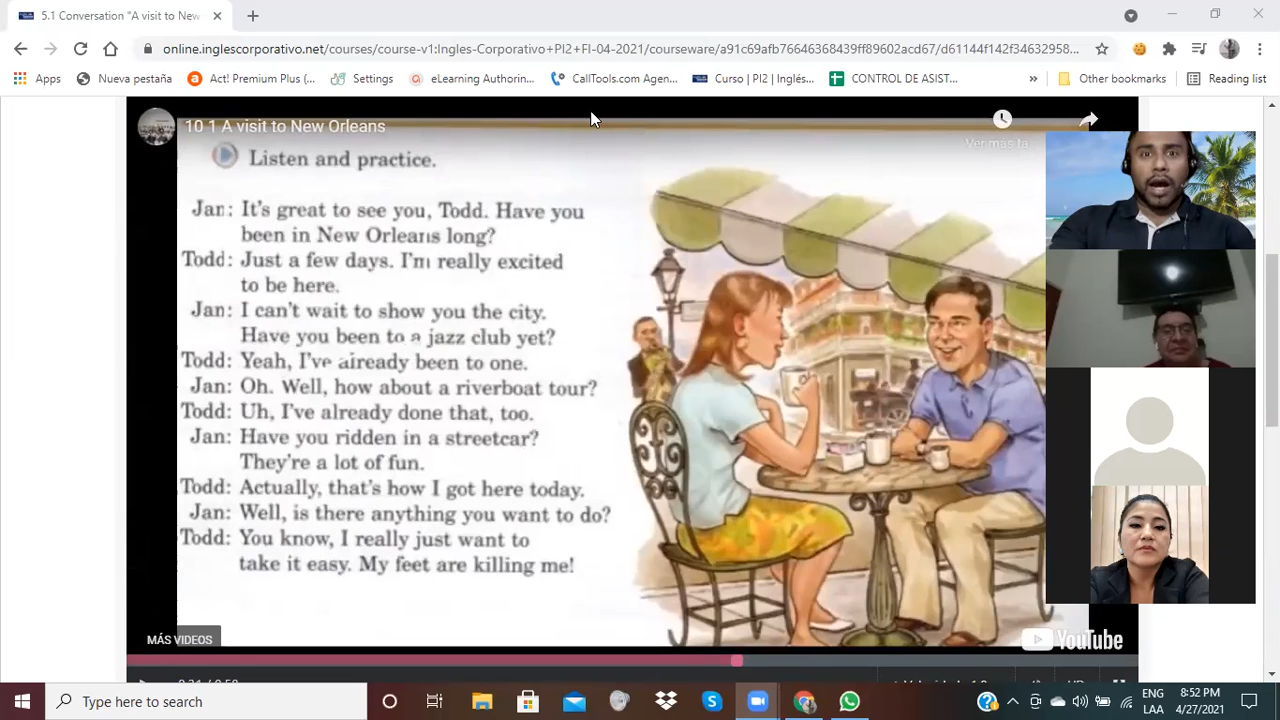 5.1 Conversation "A visit to New
online.inglescorporativo.net/courses/course-v1:Ingles-Corporativo+PI2+FI-04-2021/courseware/a91c69afb76646368439ff89602acd67/d61144f142f34632958...
Apps
Nueva pestaña
Act! Premium Plus (...
Settings
eLearning Authorin...
CallTools.com Agen...
Curso | PI2 | Inglés...
CONTROL DE ASIST...
»
Other bookmarks
Reading list
10 1 A visit to New Orleans
Ver más ta
Listen and practice.
Jan: It's great to see you, Todd. Have you
been in New Orleans long?
Todd: Just a few days. I'm really excited
to be here.
Jan: I can't wait to show you the city.
Have you been to a jazz club yet?
Todd: Yeah, I've already been to one.
Jan: Oh. Well, how about a riverboat tour?
Todd: Uh, I've already done that, too.
Jan: Have you ridden in a streetcar?
They're a lot of fun.
Todd: Actually, that's how I got here today.
Jan: Well, is there anything you want to do?
Todd: You know, I really just want to
take it easy. My feet are killing me!
MÁS VIDEOS
YouTube
Type here to search
ENG
LAA
8:52 PM
4/27/2021